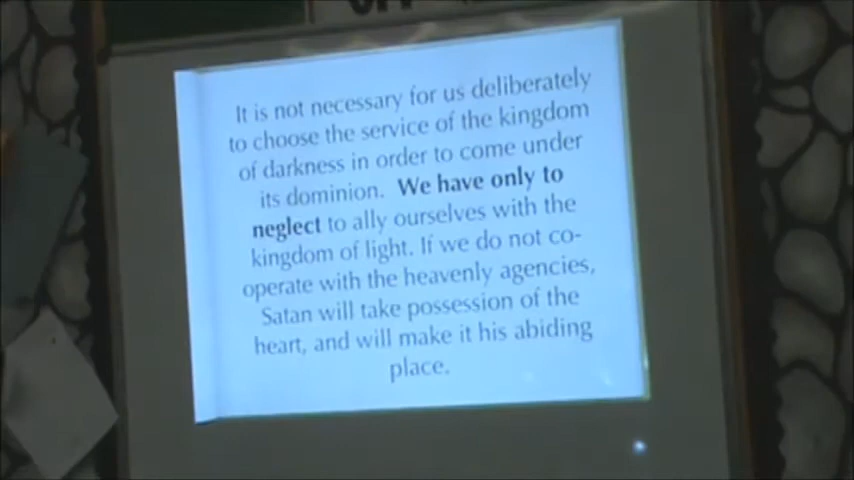 It is not necessary for us deliberately
to choose the service of the kingdom
of darkness in order to come under
its dominion. We have only to
neglect to ally ourselves with the
kingdom of light. If we do not co-
operate with the heavenly agencies,
Satan will take possession of the
heart, and will make it his abiding
place.